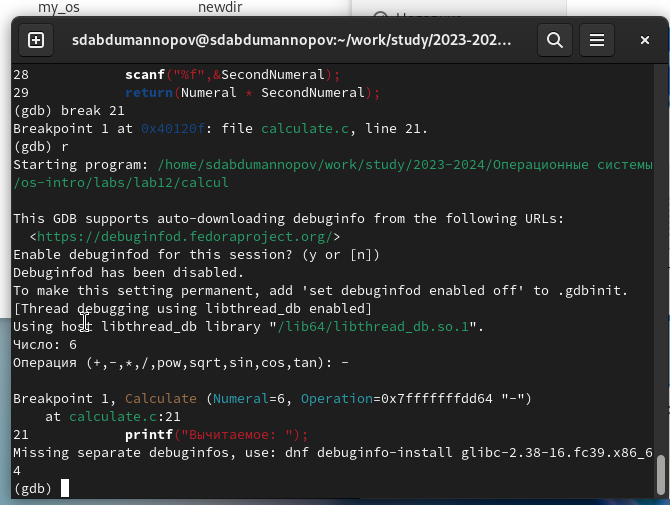 my_os newdir
sdabdumannopov@sdabdumannopov:~/work/study/2023-202...
28 scanf("%f",&SecondNumeral);
29 return(Numeral * SecondNumeral);
(gdb) break 21
Breakpoint 1 at 0x40120f: file calculate.c, line 21.
(gdb) r
Starting program: /home/sdabdumannopov/work/study/2023-2024/Операционные системы
/os-intro/labs/lab12/calcul
This GDB supports auto-downloading debuginfo from the following URLs:
<https://debuginfod.fedoraproject.org/>
Enable debuginfod for this session? (y or [n])
Debuginfod has been disabled.
To make this setting permanent, add 'set debuginfod enabled off' to .gdbinit.
[Thread debugging using libthread_db enabled]
Using host libthread_db library "/lib64/libthread_db.so.1".
Число: 6
Операция (+,-,*,/,pow,sqrt,sin,cos,tan): -
Breakpoint 1, Calculate (Numeral=6, Operation=0x7fffffffdd64 "-")
at calculate.c:21
21 printf("Вычитаемое: ");
Missing separate debuginfos, use: dnf debuginfo-install glibc-2.38-16.fc39.x86_6
4
(gdb)